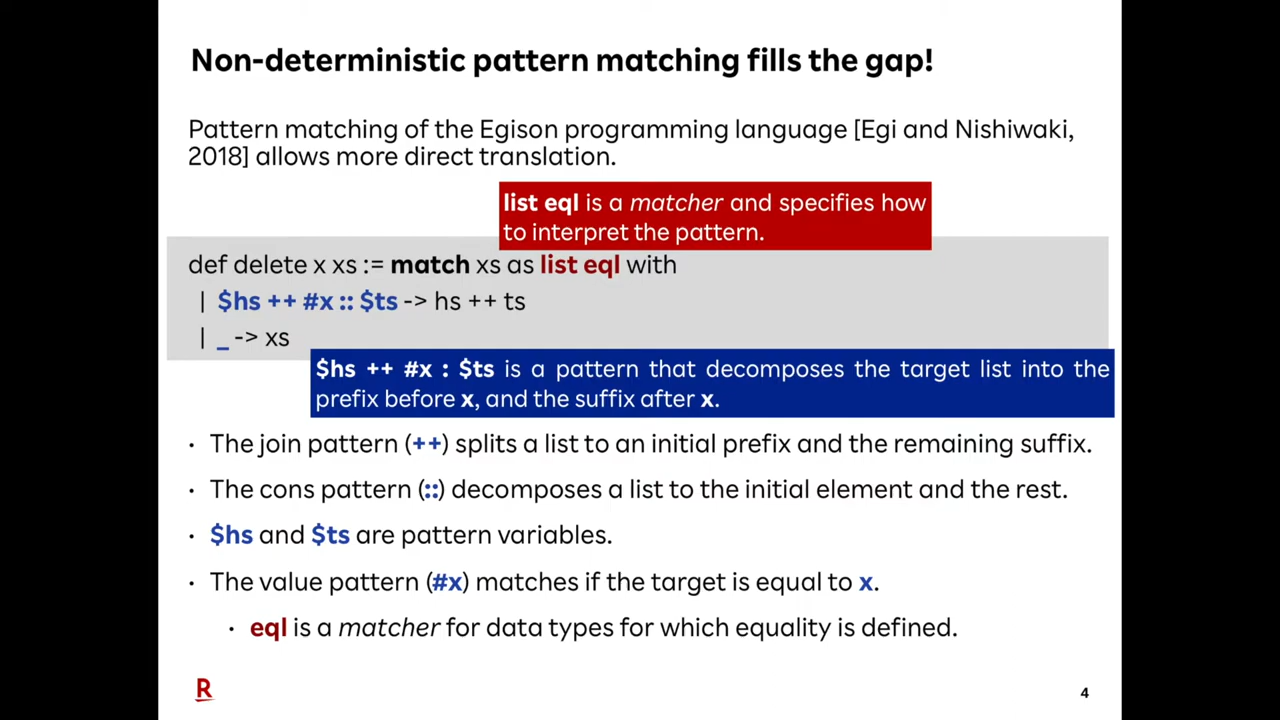 Non-deterministic pattern matching fills the gap!
Pattern matching of the Egison programming language [Egi and Nishiwaki,
2018] allows more direct translation.
list eql is a matcher and specifies how
to interpret the pattern.
def delete x xs := match xs as list eql with
| $hs ++ #x :: $ts -> hs ++ ts
| _ -> xs
$hs ++ #x : $ts is a pattern that decomposes the target list into the
prefix before x, and the suffix after x.
· The join pattern (++) splits a list to an initial prefix and the remaining suffix.
· The cons pattern (::) decomposes a list to the initial element and the rest.
· $hs and $ts are pattern variables.
· The value pattern (#x) matches if the target is equal to x.
· eql is a matcher for data types for which equality is defined.
R
4